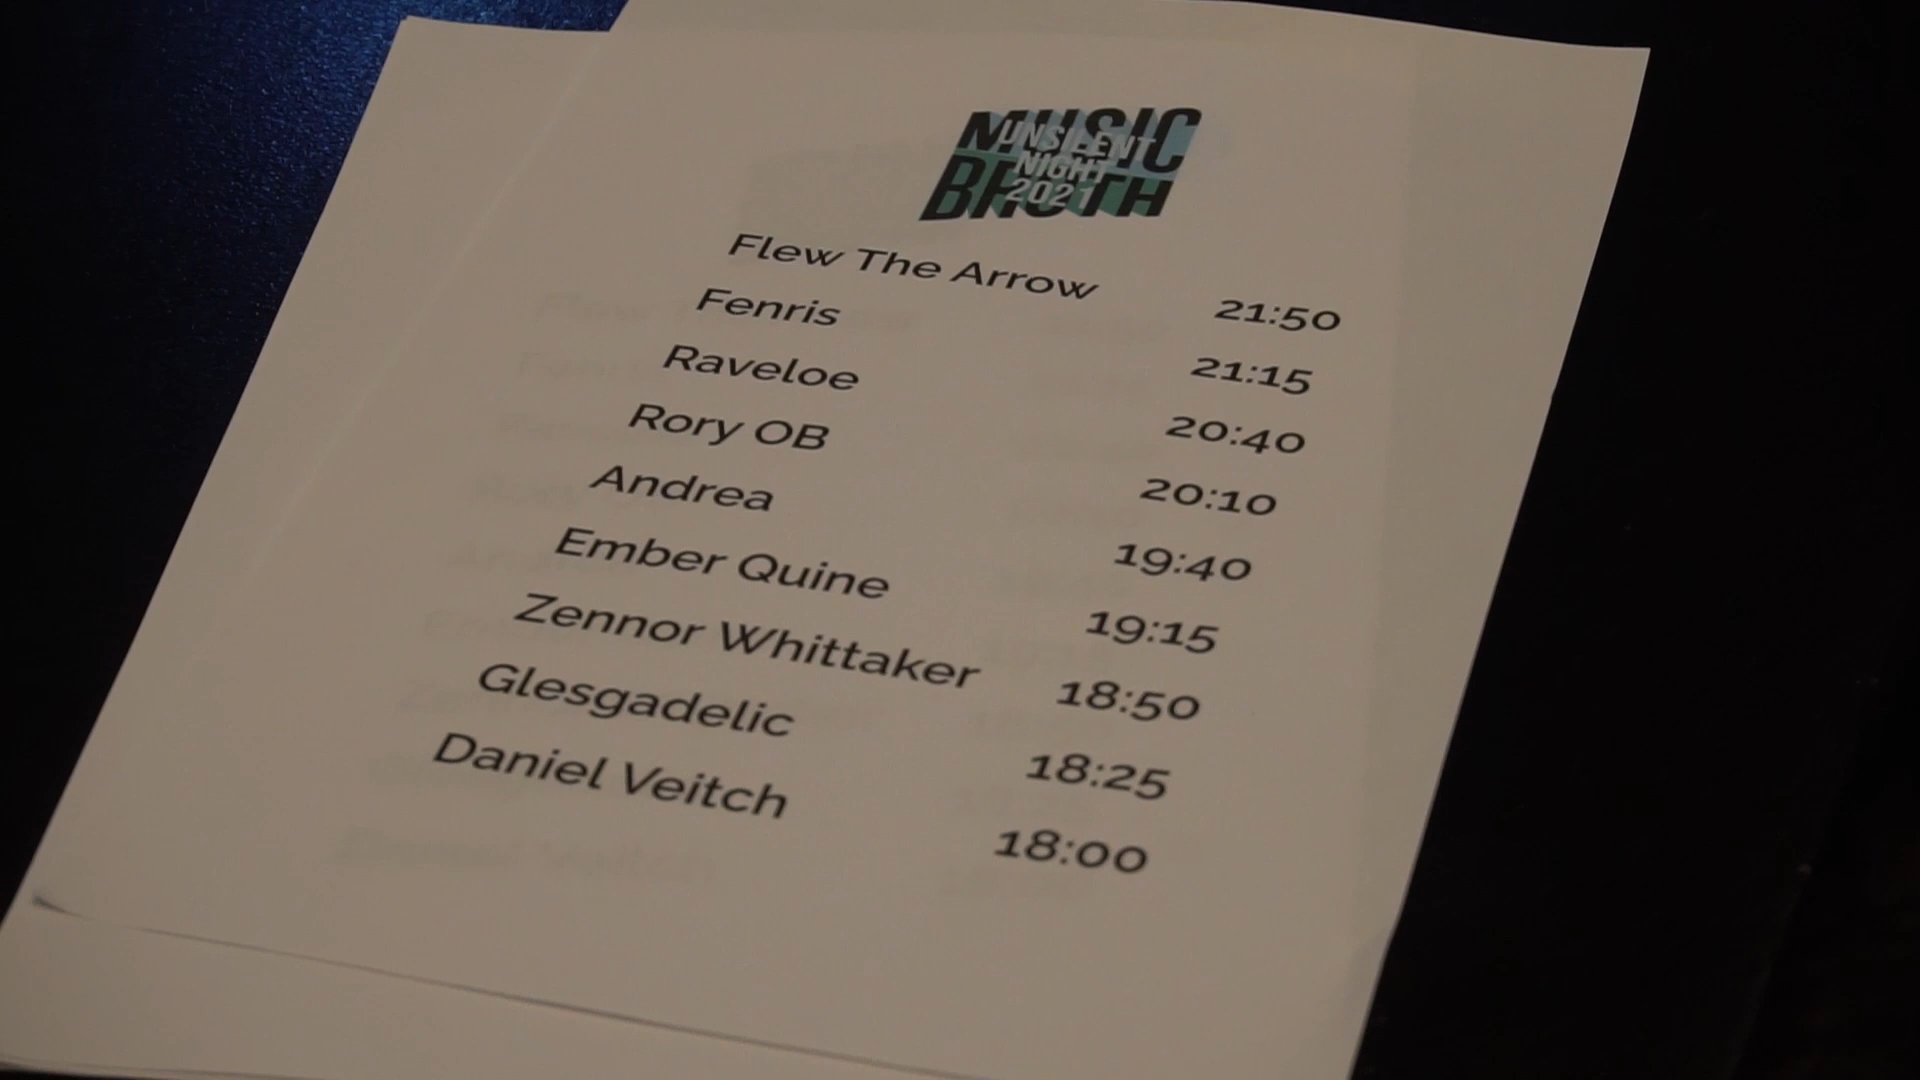 MUSIC
UNSILENT
NIGHT
2021
BROTH
Flew The Arrow 21:50
Fenris 21:15
Raveloe 20:40
Rory OB 20:10
Andrea 19:40
Ember Quine 19:15
Zennor Whittaker 18:50
Glesgadelic 18:25
Daniel Veitch 18:00